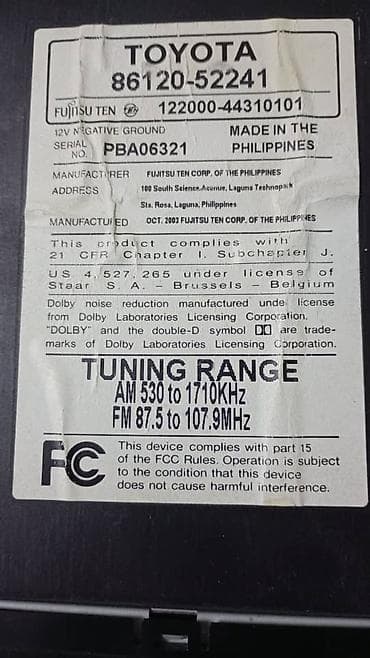 TOYOTA
86120-52241
FUJITSU TEN 122000-44310101
12V NEGATIVE GROUND
MADE IN THE
SERIAL NO. PBA06321
PHILIPPINES
MANUFACTURER FUJITSU TEN CORP. OF THE PHILIPPINES
ADDRESS 100 South Science Avenue, Laguna Technopark
Sta. Rosa, Laguna, Philippines
MANUFACTURED OCT. 2003 FUJITSU TEN CORP. OF THE PHILIPPINES
This product complies with
21 CFR Chapter I. Subchapter J.
US 4,527,265 under license of
Staar S. A. – Brussels – Belgium
Dolby noise reduction manufactured under license
from Dolby Laboratories Licensing Corporation.
"DOLBY" and the double-D symbol are trade-
marks of Dolby Laboratories Licensing Corporation.
TUNING RANGE
AM 530 to 1710KHz
FM 87.5 to 107.9MHz
FC This device complies with part 15
of the FCC Rules. Operation is subject
to the condition that this device
does not cause harmful interference.